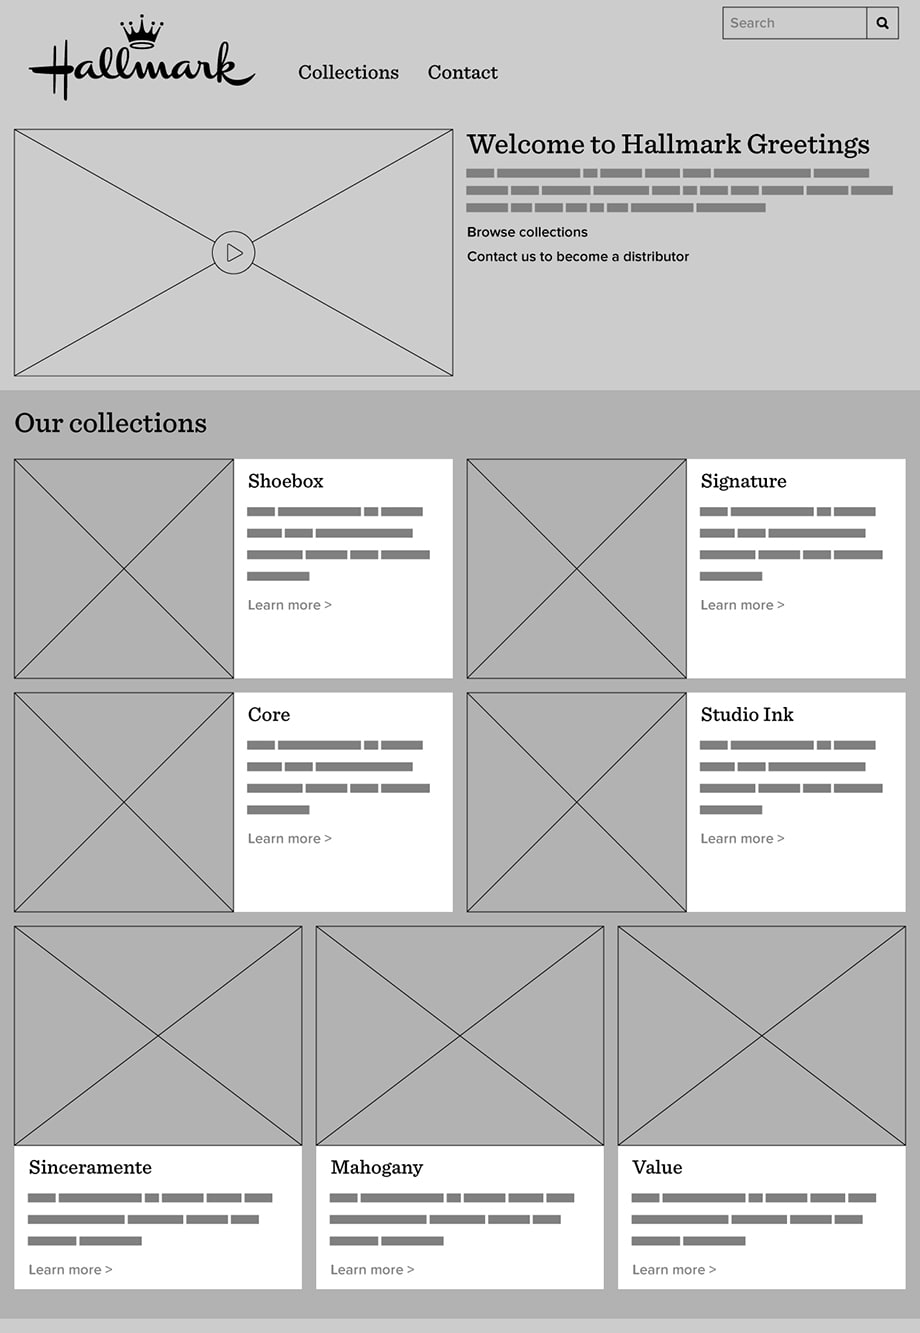 Search
Hallmark
Collections
Contact
Welcome to Hallmark Greetings
Browse collections
Contact us to become a distributor
Our collections
Shoebox
Learn more >
Signature
Learn more >
Core
Learn more >
Studio Ink
Learn more >
Sinceramente
Learn more >
Mahogany
Learn more >
Value
Learn more >